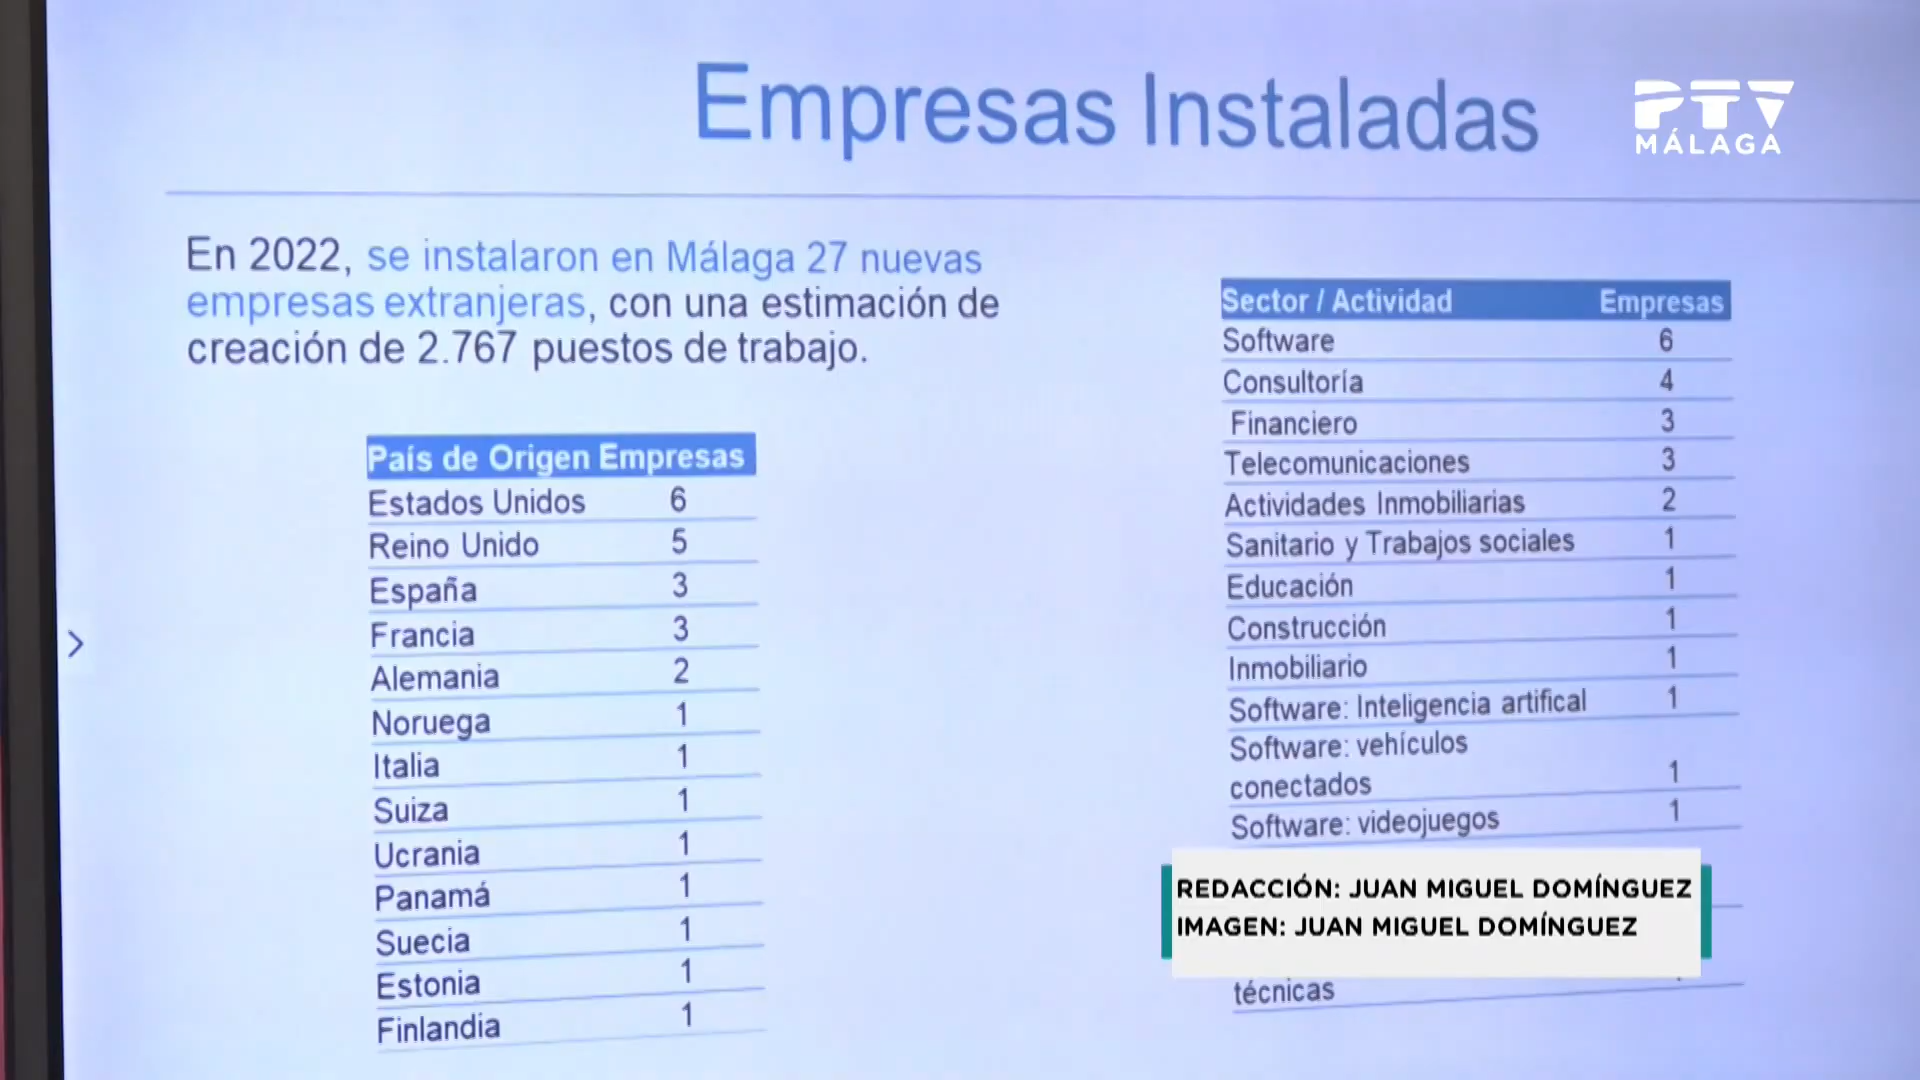 Empresas Instaladas
PTV
MÁLAGA
En 2022, se instalaron en Málaga 27 nuevas
empresas extranjeras, con una estimación de
creación de 2.767 puestos de trabajo.
País de Origen Empresas
Estados Unidos 6
Reino Unido 5
España 3
Francia 3
Alemania 2
Noruega 1
Italia 1
Suiza 1
Ucrania 1
Panamá 1
Suecia 1
Estonia 1
Finlandia 1
Sector / Actividad Empresas
Software 6
Consultoría 4
Financiero 3
Telecomunicaciones 3
Actividades Inmobiliarias 2
Sanitario y Trabajos sociales 1
Educación 1
Construcción 1
Inmobiliario 1
Software: Inteligencia artifical 1
Software: vehículos
conectados 1
Software: videojuegos 1
REDACCIÓN: JUAN MIGUEL DOMÍNGUEZ
IMAGEN: JUAN MIGUEL DOMÍNGUEZ
técnicas